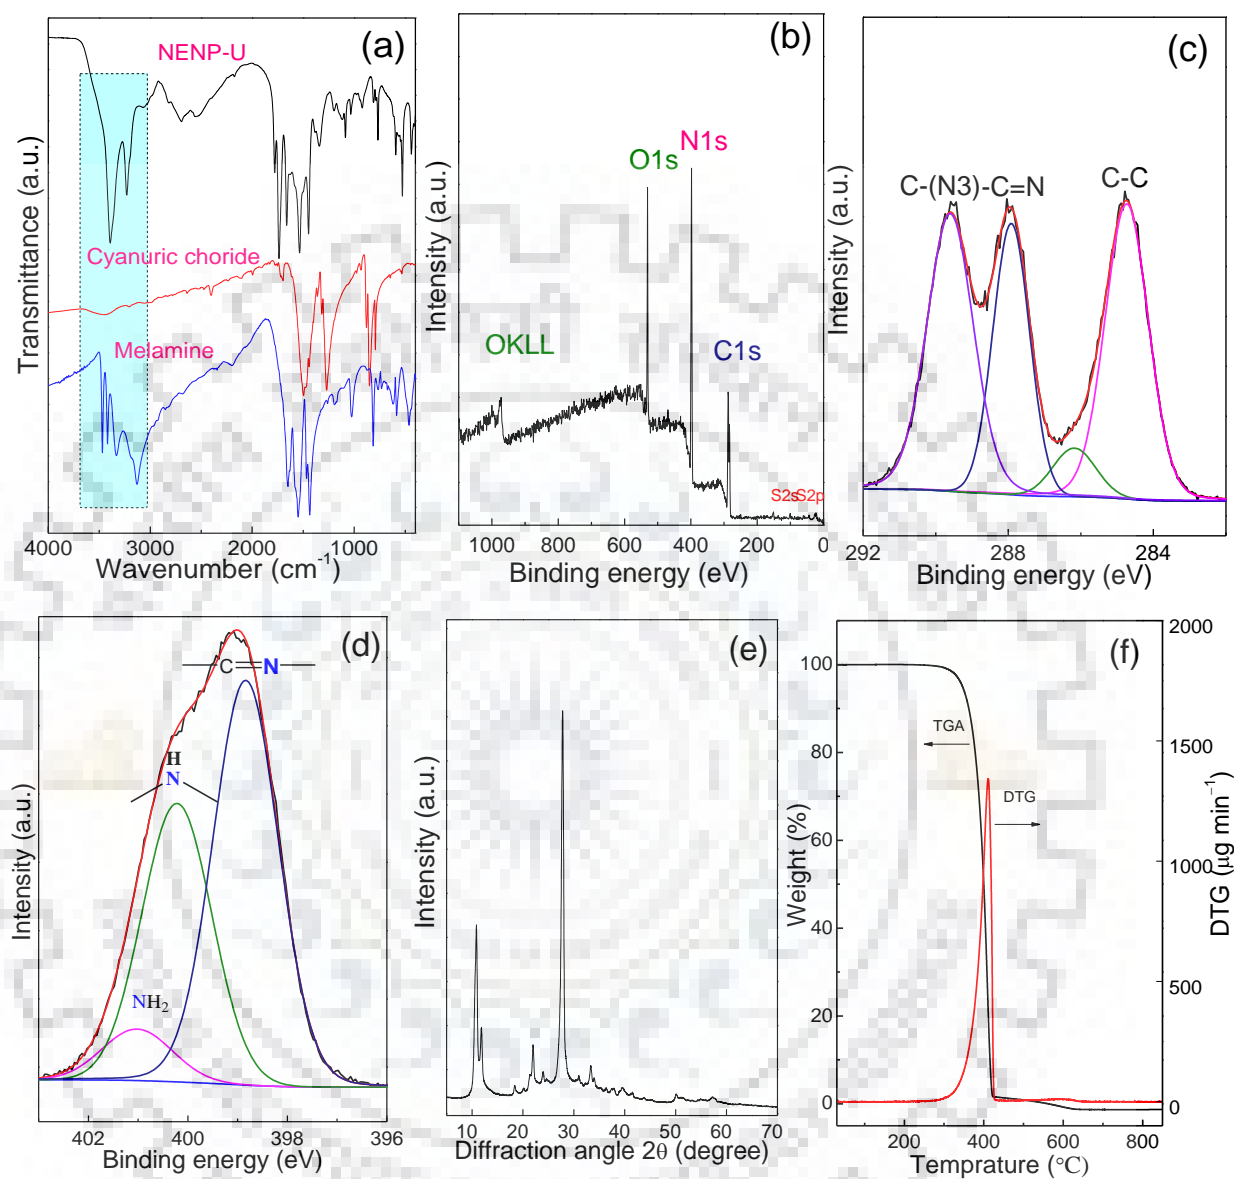 (a)
NENP-U
Cyanuric choride
Melamine
Transmittance (a.u.)
4000 3000 2000 1000
Wavenumber (cm⁻¹)
(b)
N1s
O1s
C1s
OKLL
S2s S2p
Intensity (a.u.)
1000 800 600 400 200 0
Binding energy (eV)
(c)
C-(N3)-C=N
C-C
Intensity (a.u.)
292 288 284
Binding energy (eV)
(d)
C=N
H
N
NH₂
Intensity (a.u.)
402 400 398 396
Binding energy (eV)
(e)
Intensity (a.u.)
10 20 30 40 50 60 70
Diffraction angle 2θ (degree)
(f)
TGA
DTG
Weight (%)
100
80
60
40
20
0
2000
1500
1000
500
0
DTG (μg min⁻¹)
200 400 600 800
Temprature (°C)